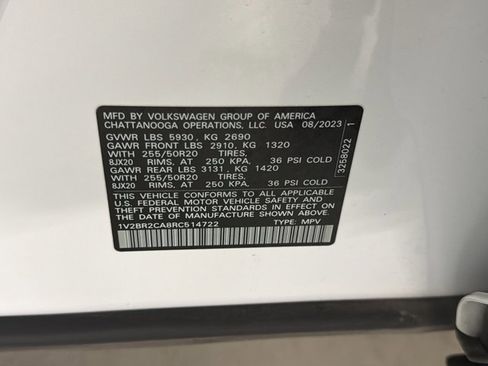 MFD BY VOLKSWAGEN GROUP OF AMERICA
CHATTANOOGA OPERATIONS, LLC. USA 08/2023
GVWR LBS 5930, KG 2690
GAWR FRONT LBS 2910, KG 1320
WITH 255/50R20 TIRES,
8JX20 RIMS, AT 250 KPA, 36 PSI COLD
GAWR REAR LBS 3131, KG 1420
WITH 255/50R20 TIRES,
8JX20 RIMS, AT 250 KPA, 36 PSI COLD
THIS VEHICLE CONFORMS TO ALL APPLICABLE
U.S. FEDERAL MOTOR VEHICLE SAFETY AND
THEFT PREVENTION STANDARDS IN EFFECT ON
THE DATE OF MANUFACTURE SHOWN ABOVE.
1V2BR2CA8RC514722 TYPE: MPV
3258022 1